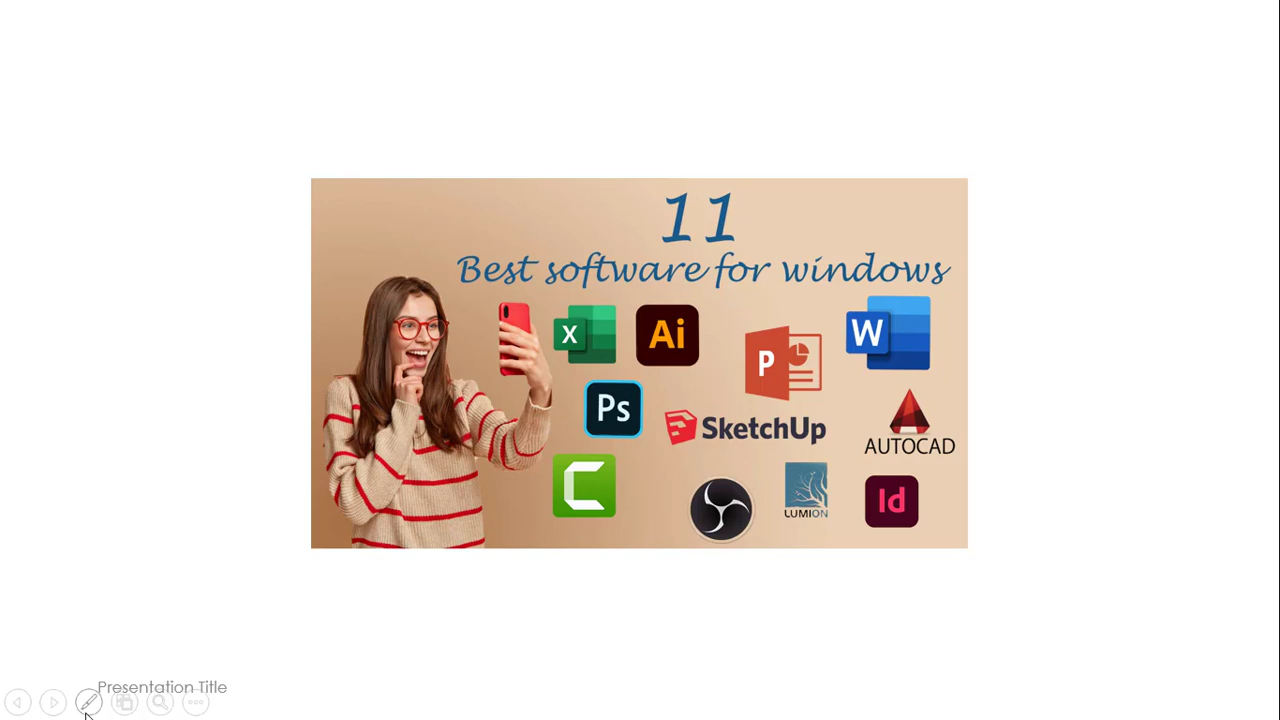 11
Best software for windows
X
Ai
P
W
Ps
SketchUp
AUTOCAD
C
LUMION
Id
Presentation Title